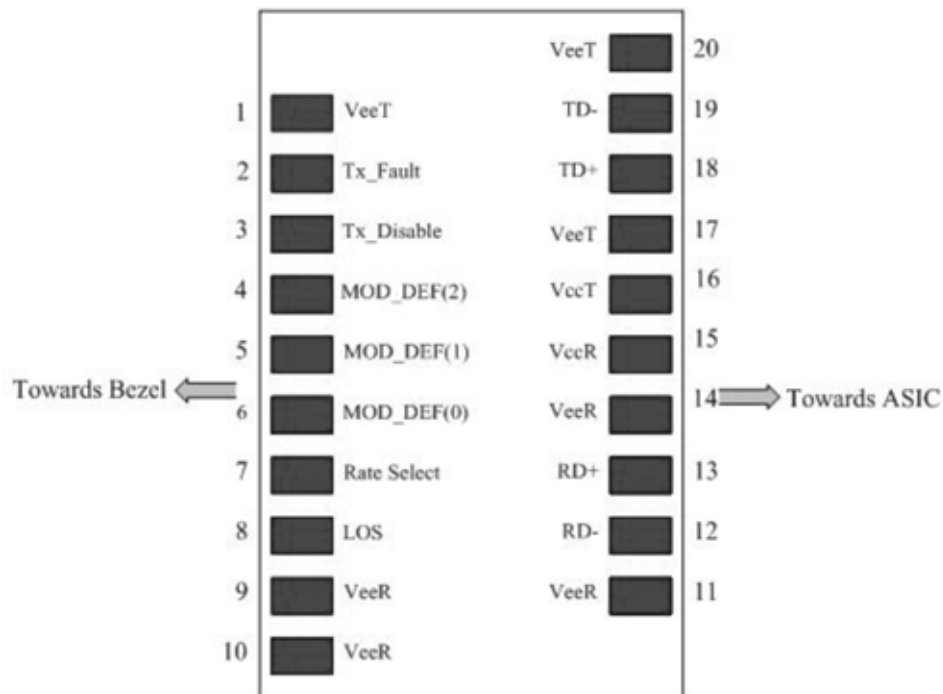 VeeT 20
1 VeeT TD- 19
2 Tx_Fault TD+ 18
3 Tx_Disable VeeT 17
4 MOD_DEF(2) VccT 16
5 MOD_DEF(1) VccR 15
Towards Bezel
6 MOD_DEF(0) VeeR 14 Towards ASIC
7 Rate Select RD+ 13
8 LOS RD- 12
9 VeeR VeeR 11
10 VeeR